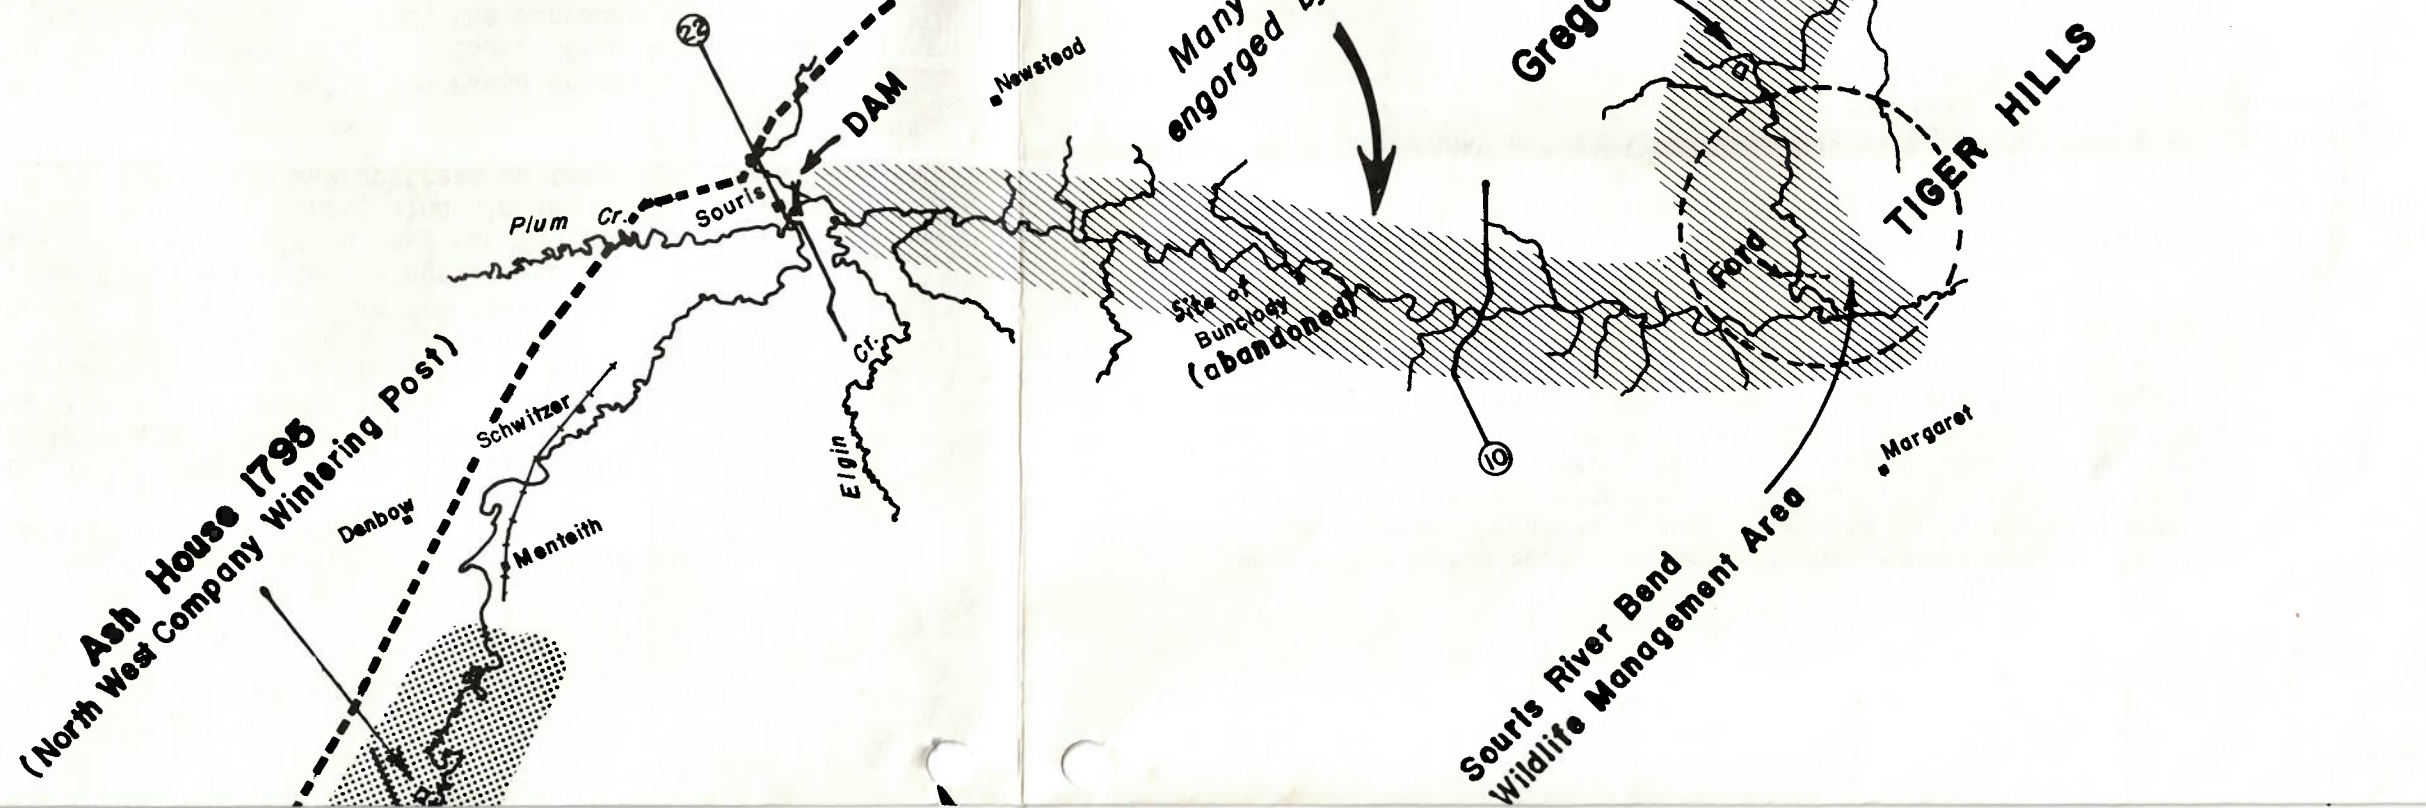 22
DAM
Newstead
Many
engorged
TIGER HILLS
Plum Cr.
Souris
Ford
Site of
Bunclody
(abandoned)
Cr.
Elgin
10
Margaret
Schwitzer
Ash House 1795
(North West Company Wintering Post)
Denbow
Menteith
Souris River Bend
Wildlife Management Area